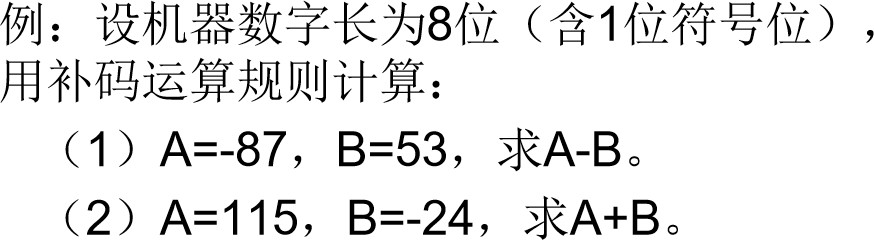 例：设机器数字长为8位（含1位符号位），
用补码运算规则计算：
（1）A=-87，B=53，求A-B。
（2）A=115，B=-24，求A+B。